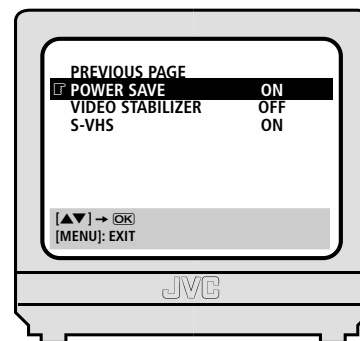 PREVIOUS PAGE
☞ POWER SAVE ON
VIDEO STABILIZER OFF
S-VHS ON
[▲▼] → OK
[MENU]: EXIT
JVC